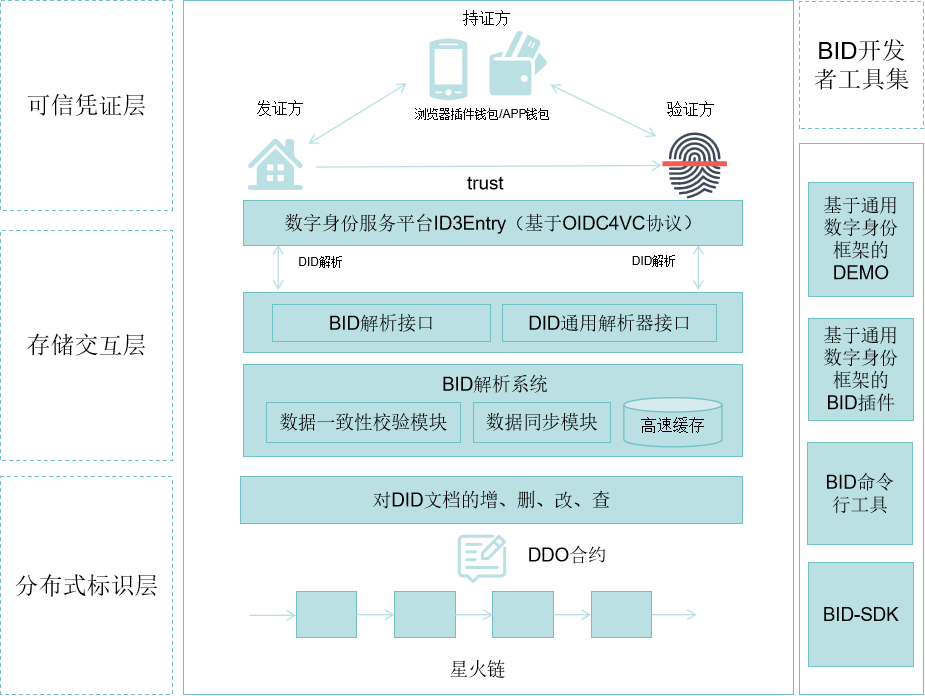 可信凭证层
存储交互层
分布式标识层
持证方
浏览器插件钱包/APP钱包
发证方
验证方
trust
数字身份服务平台ID3Entry（基于OIDC4VC协议）
DID解析
DID解析
BID解析接口
DID通用解析器接口
BID解析系统
数据一致性校验模块
数据同步模块
高速缓存
对DID文档的增、删、改、查
DDO合约
星火链
BID开发
者工具集
基于通用
数字身份
框架的
DEMO
基于通用
数字身份
框架的
BID插件
BID命令
行工具
BID-SDK